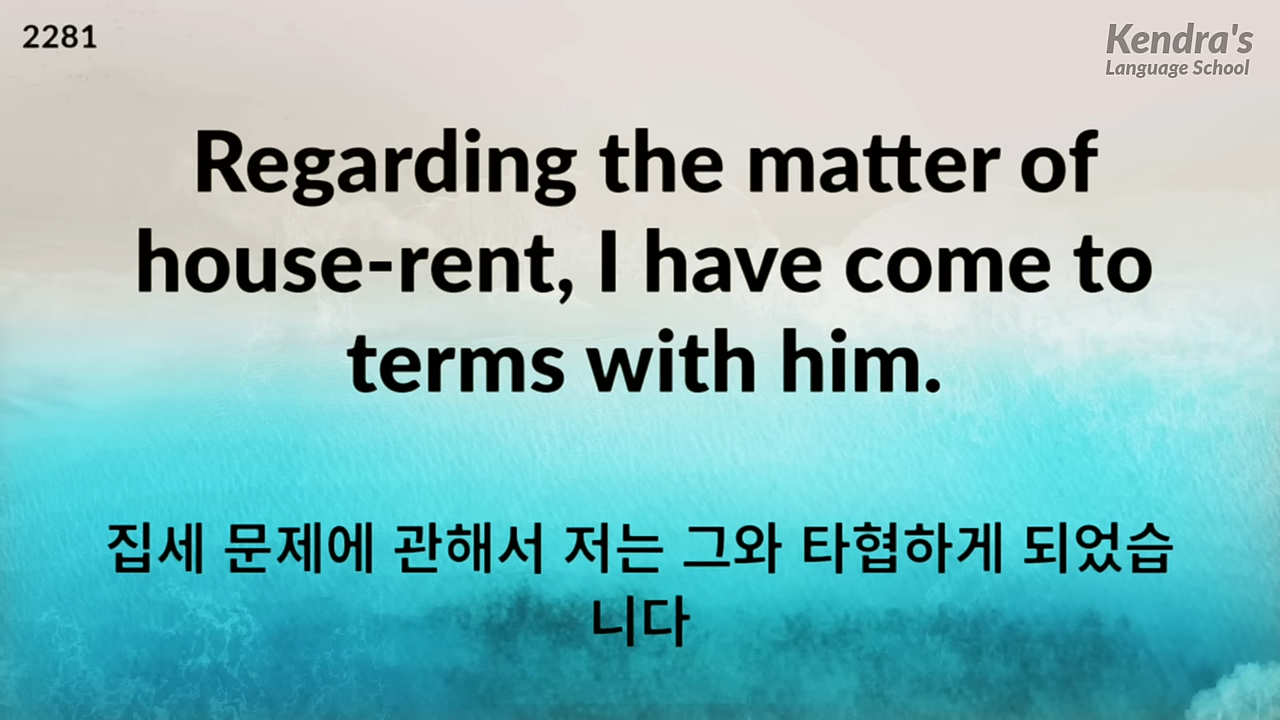 2281
Kendra's
Language School
Regarding the matter of
house-rent, I have come to
terms with him.
집세 문제에 관해서 저는 그와 타협하게 되었습
니다